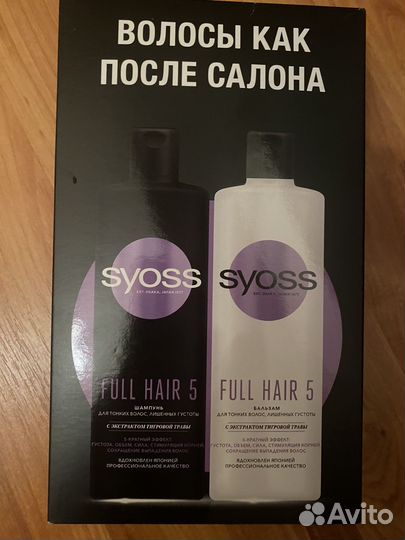 ВОЛОСЫ КАК
ПОСЛЕ САЛОНА
syoss
EST. OSAKA, JAPAN 1977
FULL HAIR 5
ШАМПУНЬ
ДЛЯ ТОНКИХ ВОЛОС, ЛИШЕННЫХ ГУСТОТЫ
С ЭКСТРАКТОМ ТИГРОВОЙ ТРАВЫ
5-КРАТНЫЙ ЭФФЕКТ:
ГУСТОТА, ОБЪЕМ, СИЛА, СТИМУЛЯЦИЯ КОРНЕЙ,
СОКРАЩЕНИЕ ВЫПАДЕНИЯ ВОЛОС
ВДОХНОВЛЕН ЯПОНИЕЙ
ПРОФЕССИОНАЛЬНОЕ КАЧЕСТВО
syoss
EST. OSAKA, JAPAN 1977
FULL HAIR 5
БАЛЬЗАМ
ДЛЯ ТОНКИХ ВОЛОС, ЛИШЕННЫХ ГУСТОТЫ
С ЭКСТРАКТОМ ТИГРОВОЙ ТРАВЫ
5-КРАТНЫЙ ЭФФЕКТ:
ГУСТОТА, ОБЪЕМ, СИЛА, СТИМУЛЯЦИЯ КОРНЕЙ
СОКРАЩЕНИЕ ВЫПАДЕНИЯ ВОЛОС
ВДОХНОВЛЕН ЯПОНИЕЙ
ПРОФЕССИОНАЛЬНОЕ КАЧЕСТВО
Avito